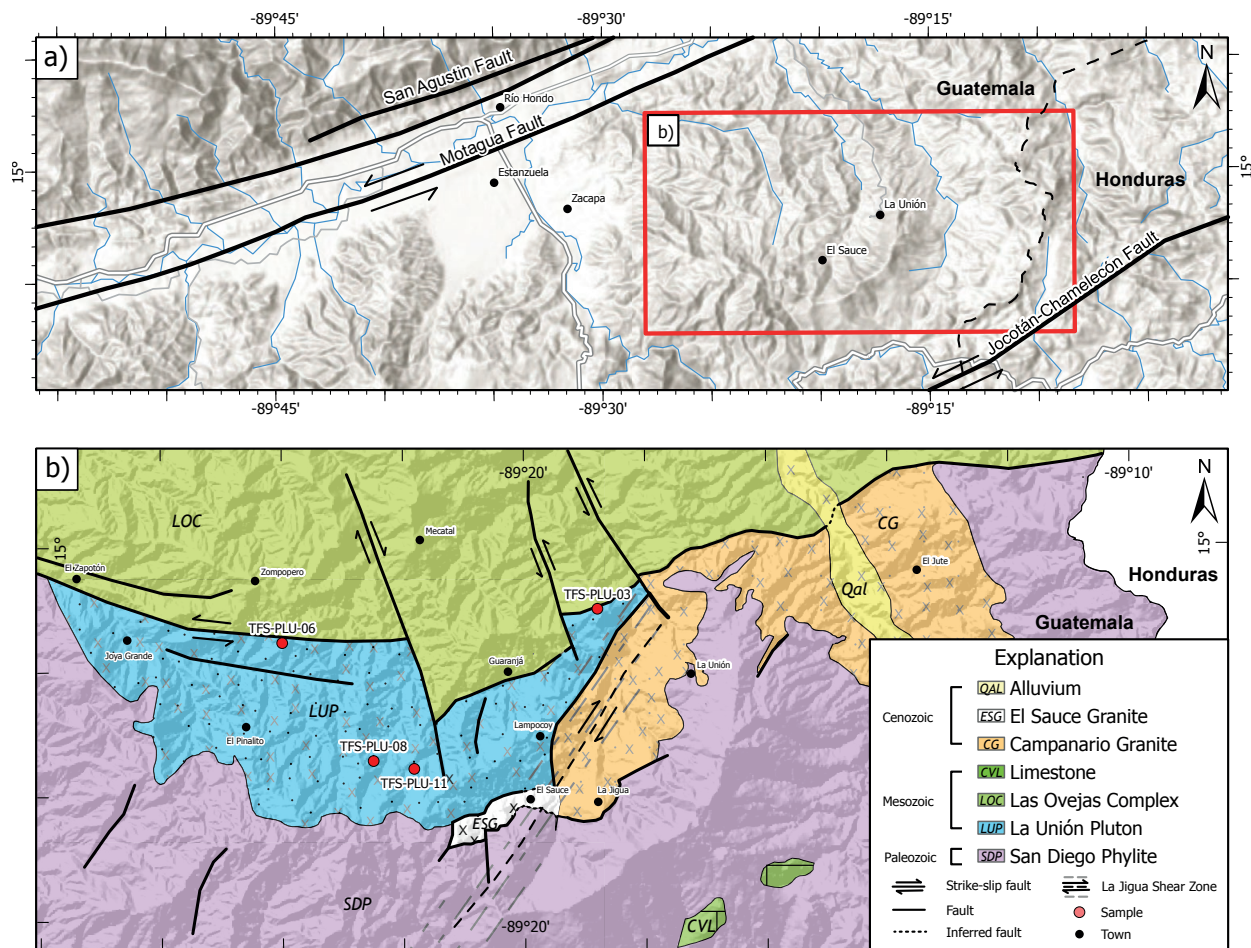 -89°45'
-89°30'
-89°15'
a)
N
San Agustín Fault
Río Hondo
Guatemala
b)
Motagua Fault
15°
15°
Estanzuela
Honduras
Zacapa
La Unión
El Sauce
Jocotán-Chamelecón Fault
-89°45'
-89°30'
-89°15'
b)
-89°20'
-89°10'
N
LOC
CG
Mecatal
15°
15°
El Zapotón
Zompopero
El Jute
Honduras
TFS-PLU-03
Qal
Guatemala
TFS-PLU-06
Joya Grande
Guaranjá
La Unión
LUP
El Pinalito
Lampocoy
TFS-PLU-08
TFS-PLU-11
El Sauce
La Jigua
ESG
SDP
CVL
-89°20'
Explanation
Cenozoic
QAL Alluvium
ESG El Sauce Granite
CG Campanario Granite
Mesozoic
CVL Limestone
LOC Las Ovejas Complex
LUP La Unión Pluton
Paleozoic
SDP San Diego Phylite
Strike-slip fault
La Jigua Shear Zone
Fault
Sample
Inferred fault
Town